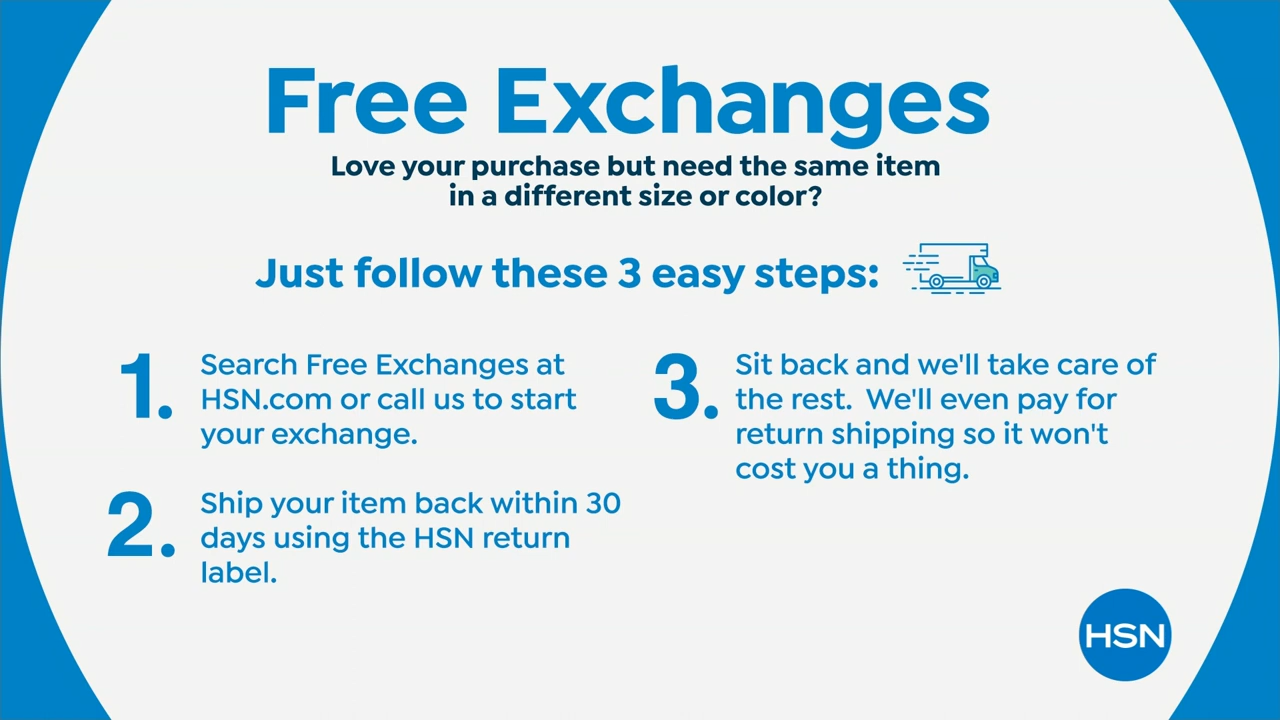 Free Exchanges
Love your purchase but need the same item
in a different size or color?
Just follow these 3 easy steps:
1. Search Free Exchanges at
HSN.com or call us to start
your exchange.
2. Ship your item back within 30
days using the HSN return
label.
3. Sit back and we'll take care of
the rest.  We'll even pay for
return shipping so it won't
cost you a thing.
HSN